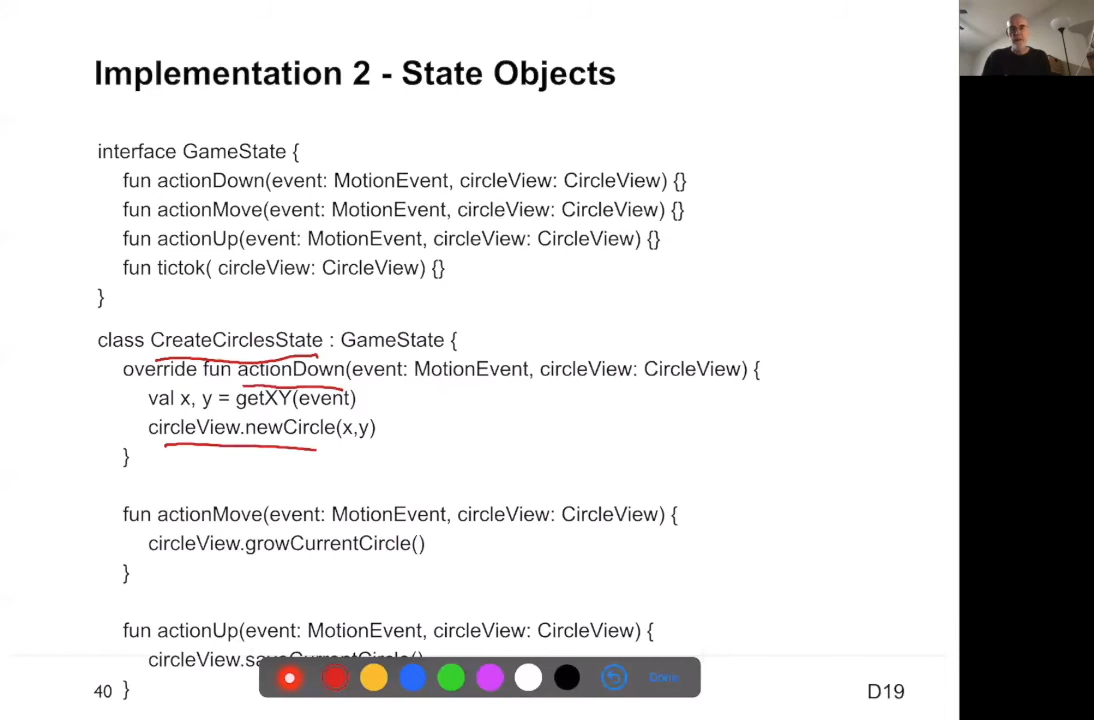 Implementation 2 - State Objects
interface GameState {
fun actionDown(event: MotionEvent, circleView: CircleView) {}
fun actionMove(event: MotionEvent, circleView: CircleView) {}
fun actionUp(event: MotionEvent, circleView: CircleView) {}
fun tictok( circleView: CircleView) {}
}
class CreateCirclesState : GameState {
override fun actionDown(event: MotionEvent, circleView: CircleView) {
val x, y = getXY(event)
circleView.newCircle(x,y)
}
fun actionMove(event: MotionEvent, circleView: CircleView) {
circleView.growCurrentCircle()
}
fun actionUp(event: MotionEvent, circleView: CircleView) {
circleView.saveCurrentCircle()
}
Done
40
D19